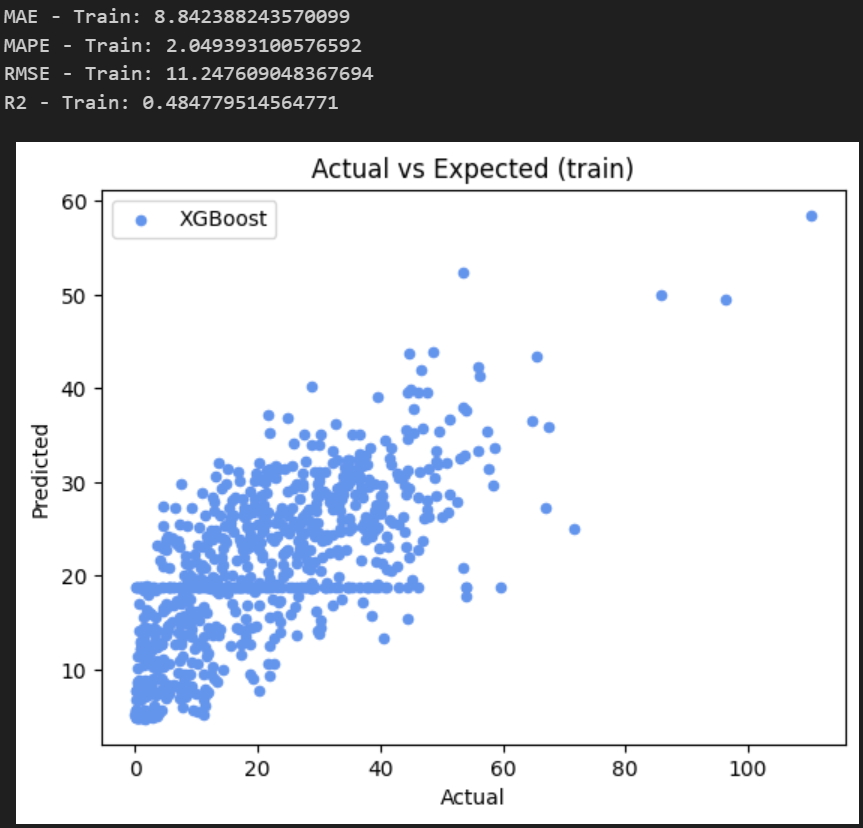 MAE - Train: 8.842388243570099
MAPE - Train: 2.049393100576592
RMSE - Train: 11.247609048367694
R2 - Train: 0.484779514564771
Actual vs Expected (train)
XGBoost
60
50
40
30
20
10
Predicted
0 20 40 60 80 100
Actual